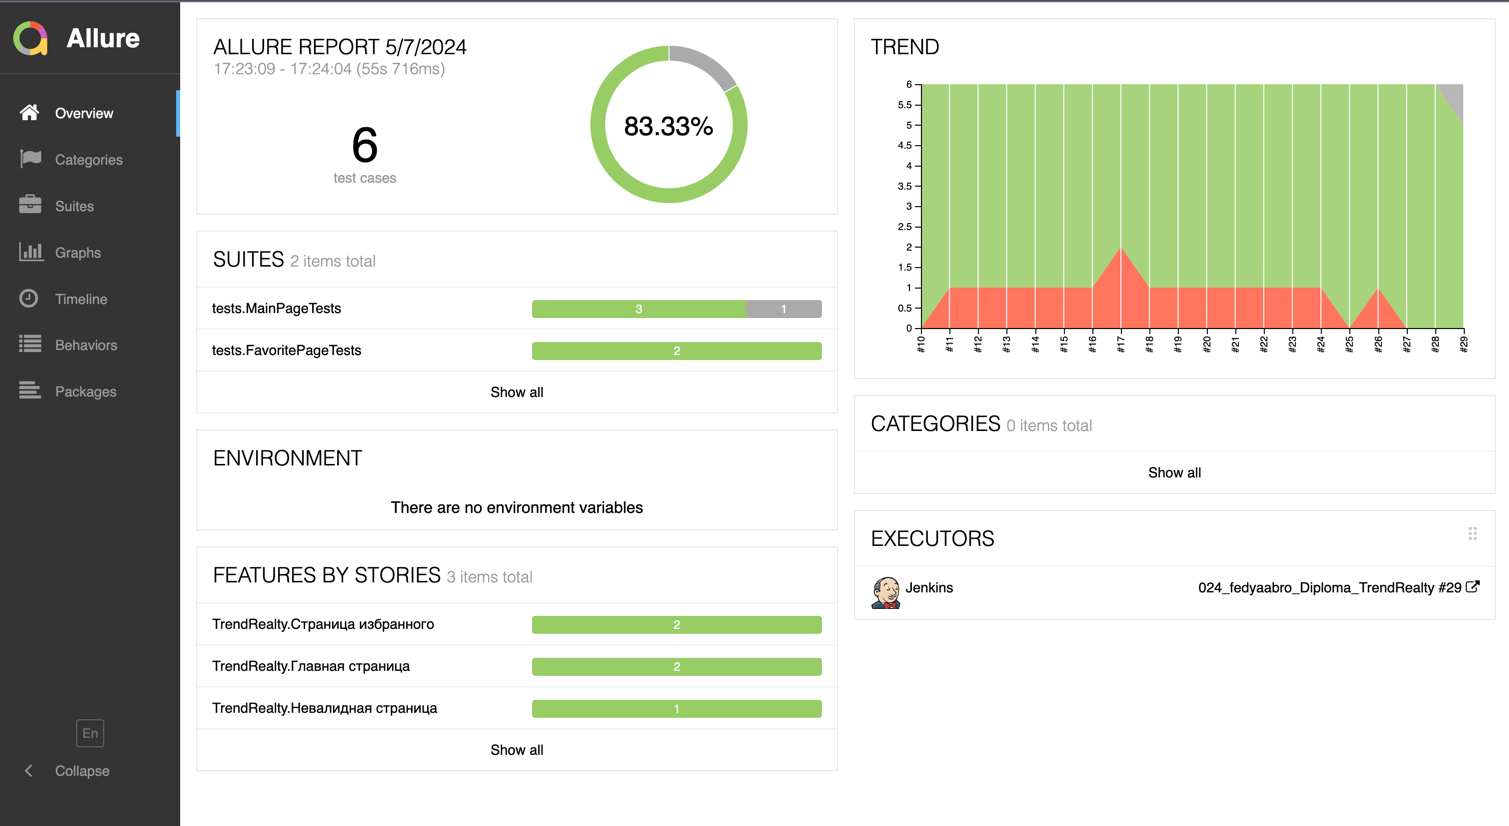 Allure
Overview
Categories
Suites
Graphs
Timeline
Behaviors
Packages
En
Collapse
ALLURE REPORT 5/7/2024
17:23:09 - 17:24:04 (55s 716ms)
6
test cases
83.33%
SUITES 2 items total
tests.MainPageTests 3 1
tests.FavoritePageTests 2
Show all
ENVIRONMENT
There are no environment variables
FEATURES BY STORIES 3 items total
TrendRealty.Страница избранного 2
TrendRealty.Главная страница 2
TrendRealty.Невалидная страница 1
Show all
TREND
6
5.5
5
4.5
4
3.5
3
2.5
2
1.5
1
0.5
0
#10 #11 #12 #13 #14 #15 #16 #17 #18 #19 #20 #21 #22 #23 #24 #25 #26 #27 #28 #29
CATEGORIES 0 items total
Show all
EXECUTORS
Jenkins 024_fedyaabro_Diploma_TrendRealty #29